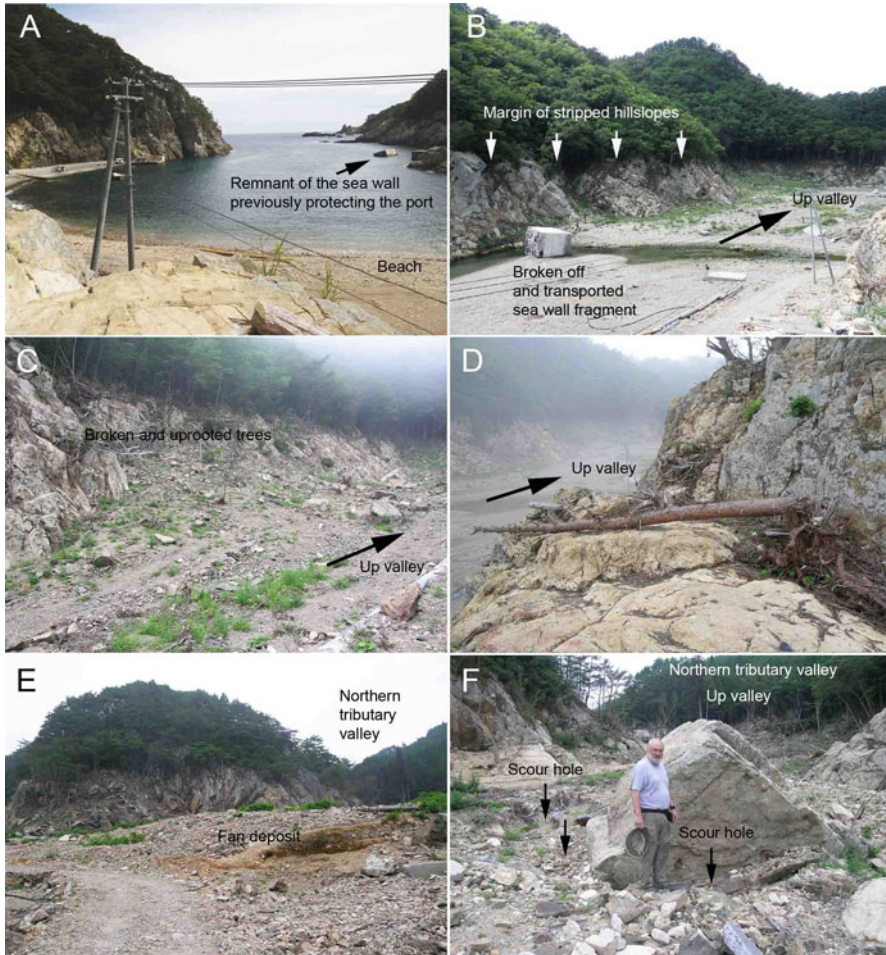 A
Remnant of the sea wall
previously protecting the port
Beach
B
Margin of stripped hillslopes
Up valley
Broken off
and transported
sea wall fragment
C
Broken and uprooted trees
Up valley
D
Up valley
E
Northern
tributary
valley
Fan deposit
F
Northern tributary valley
Up valley
Scour hole
Scour hole